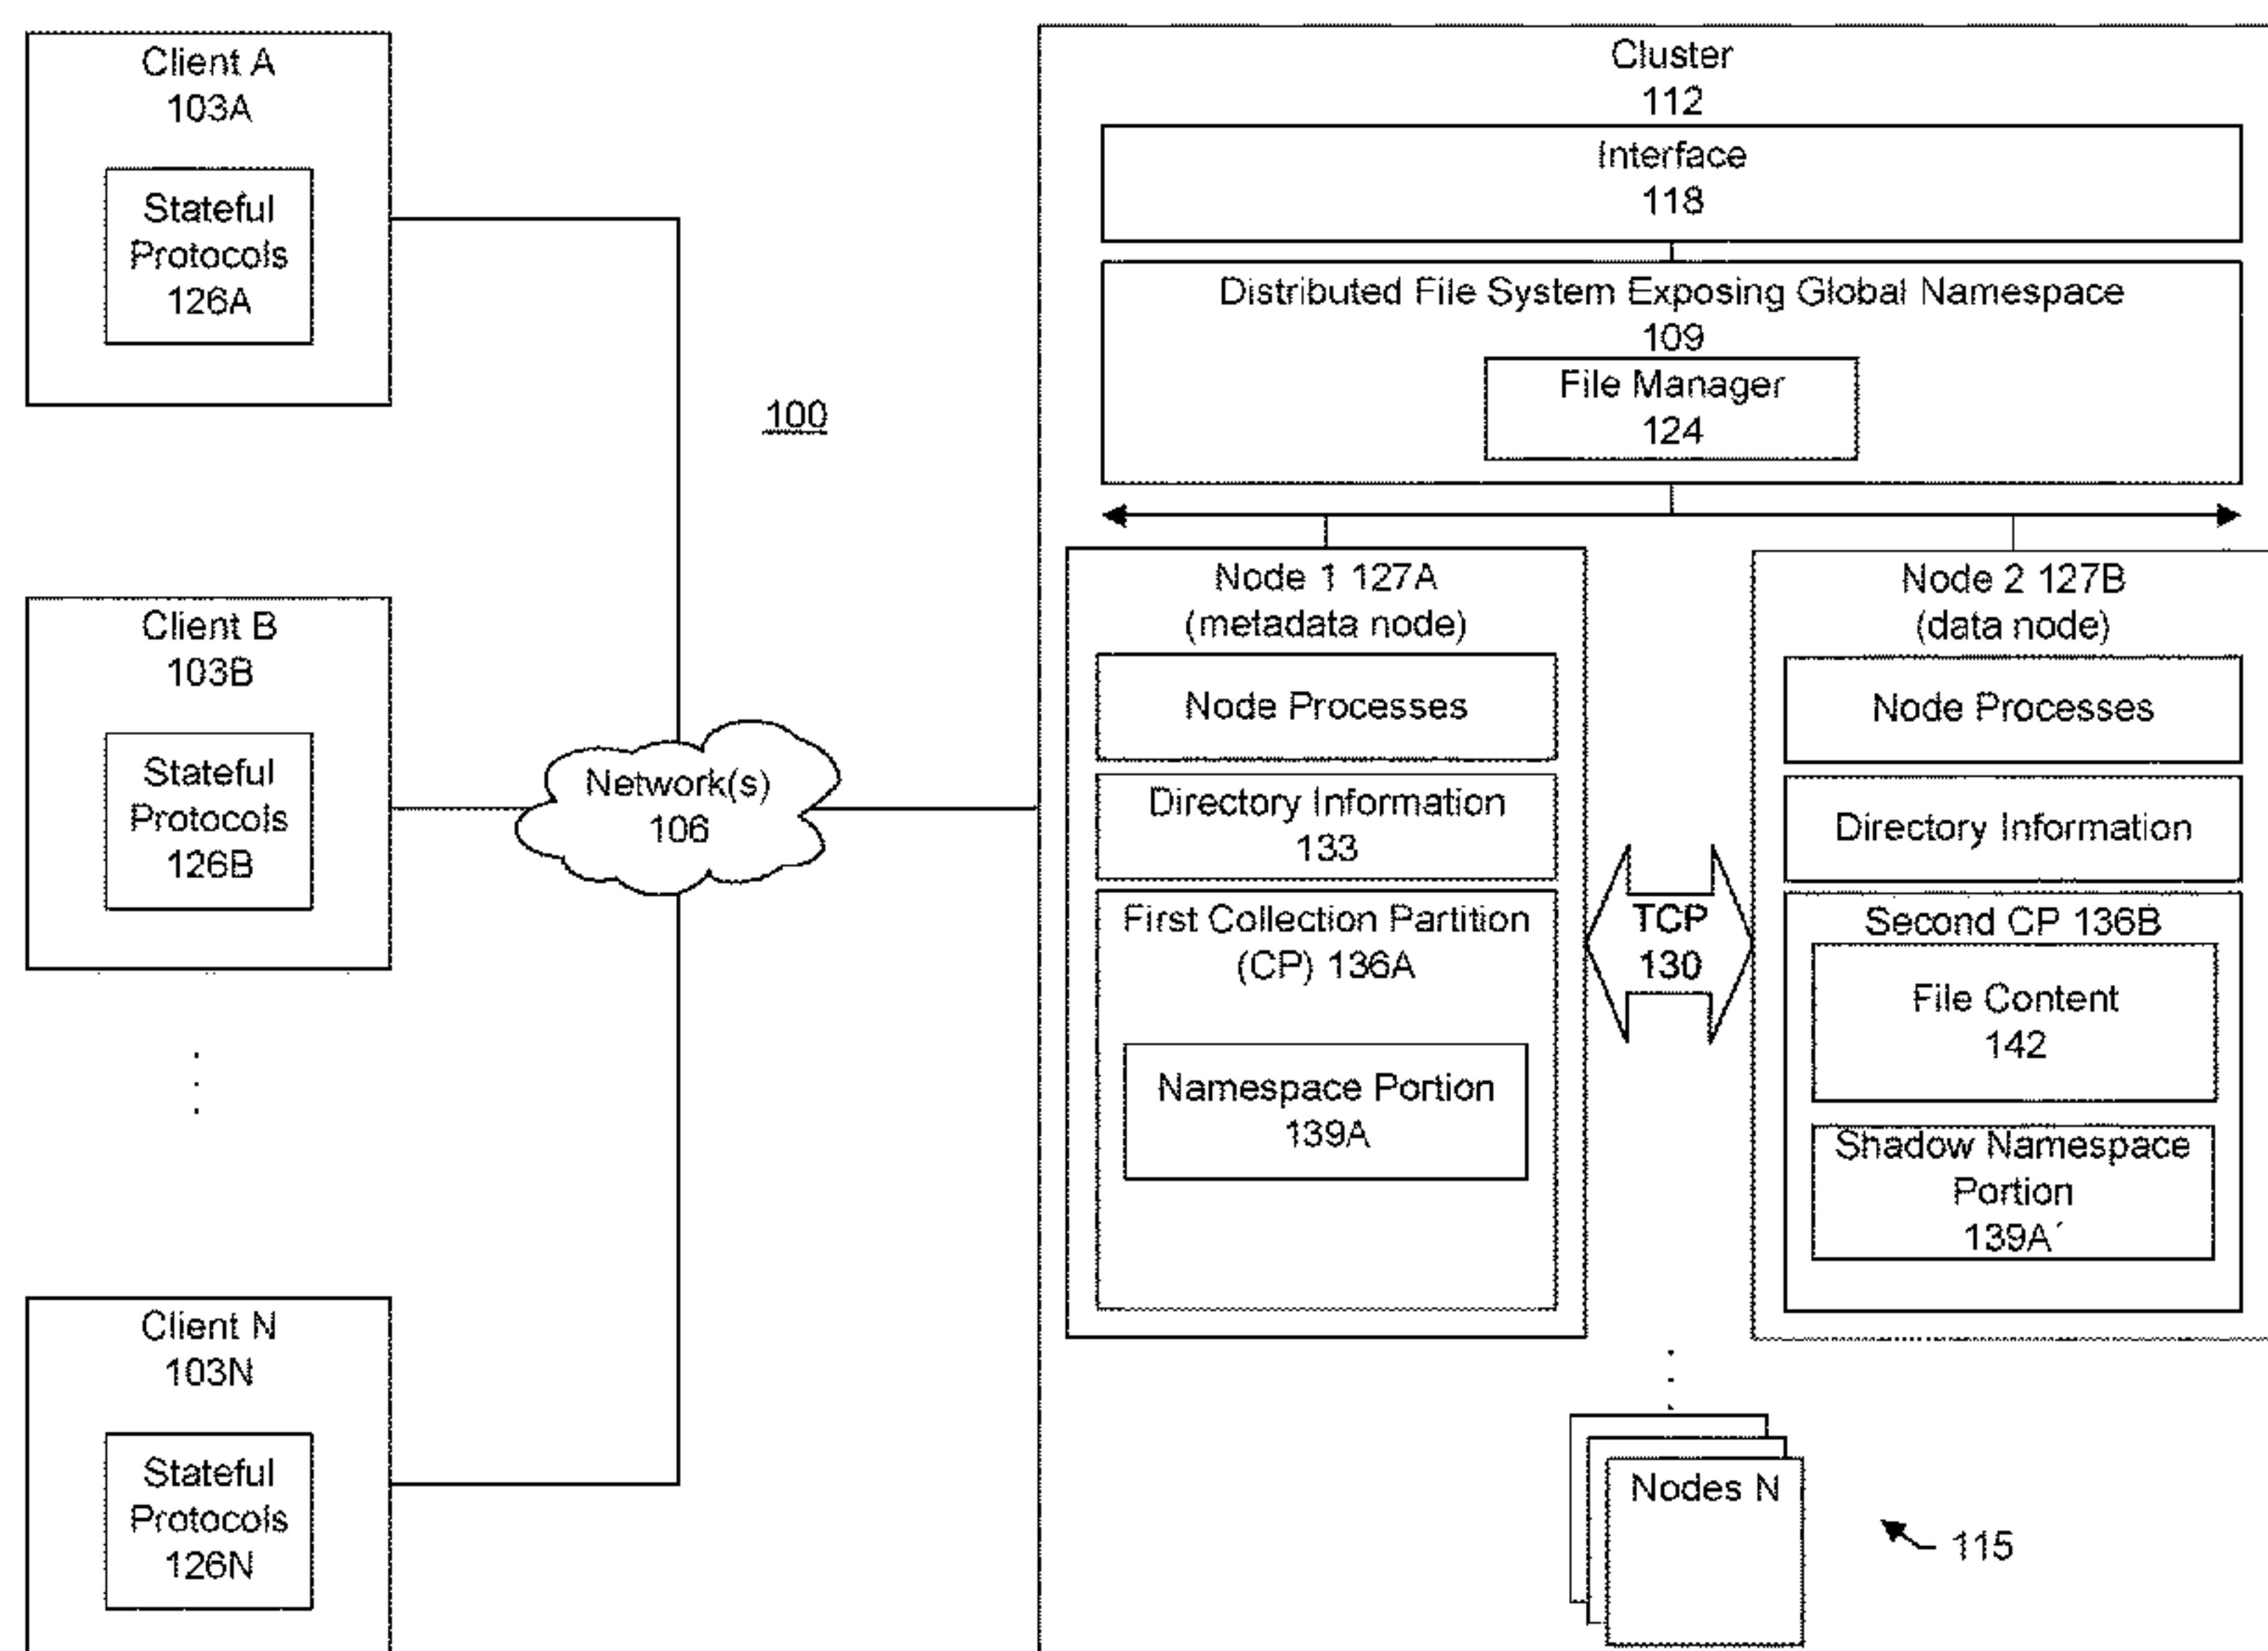 Client A
103A
Stateful
Protocols
126A
Client B
103B
Stateful
Protocols
126B
.
.
.
Client N
103N
Stateful
Protocols
126N
100
Network(s)
106
Cluster
112
Interface
118
Distributed File System Exposing Global Namespace
109
File Manager
124
Node 1 127A
(metadata node)
Node Processes
Directory Information
133
First Collection Partition
(CP) 136A
Namespace Portion
139A
TCP
130
Node 2 127B
(data node)
Node Processes
Directory Information
Second CP 136B
File Content
142
Shadow Namespace
Portion
139A´
.
.
.
Nodes N
115